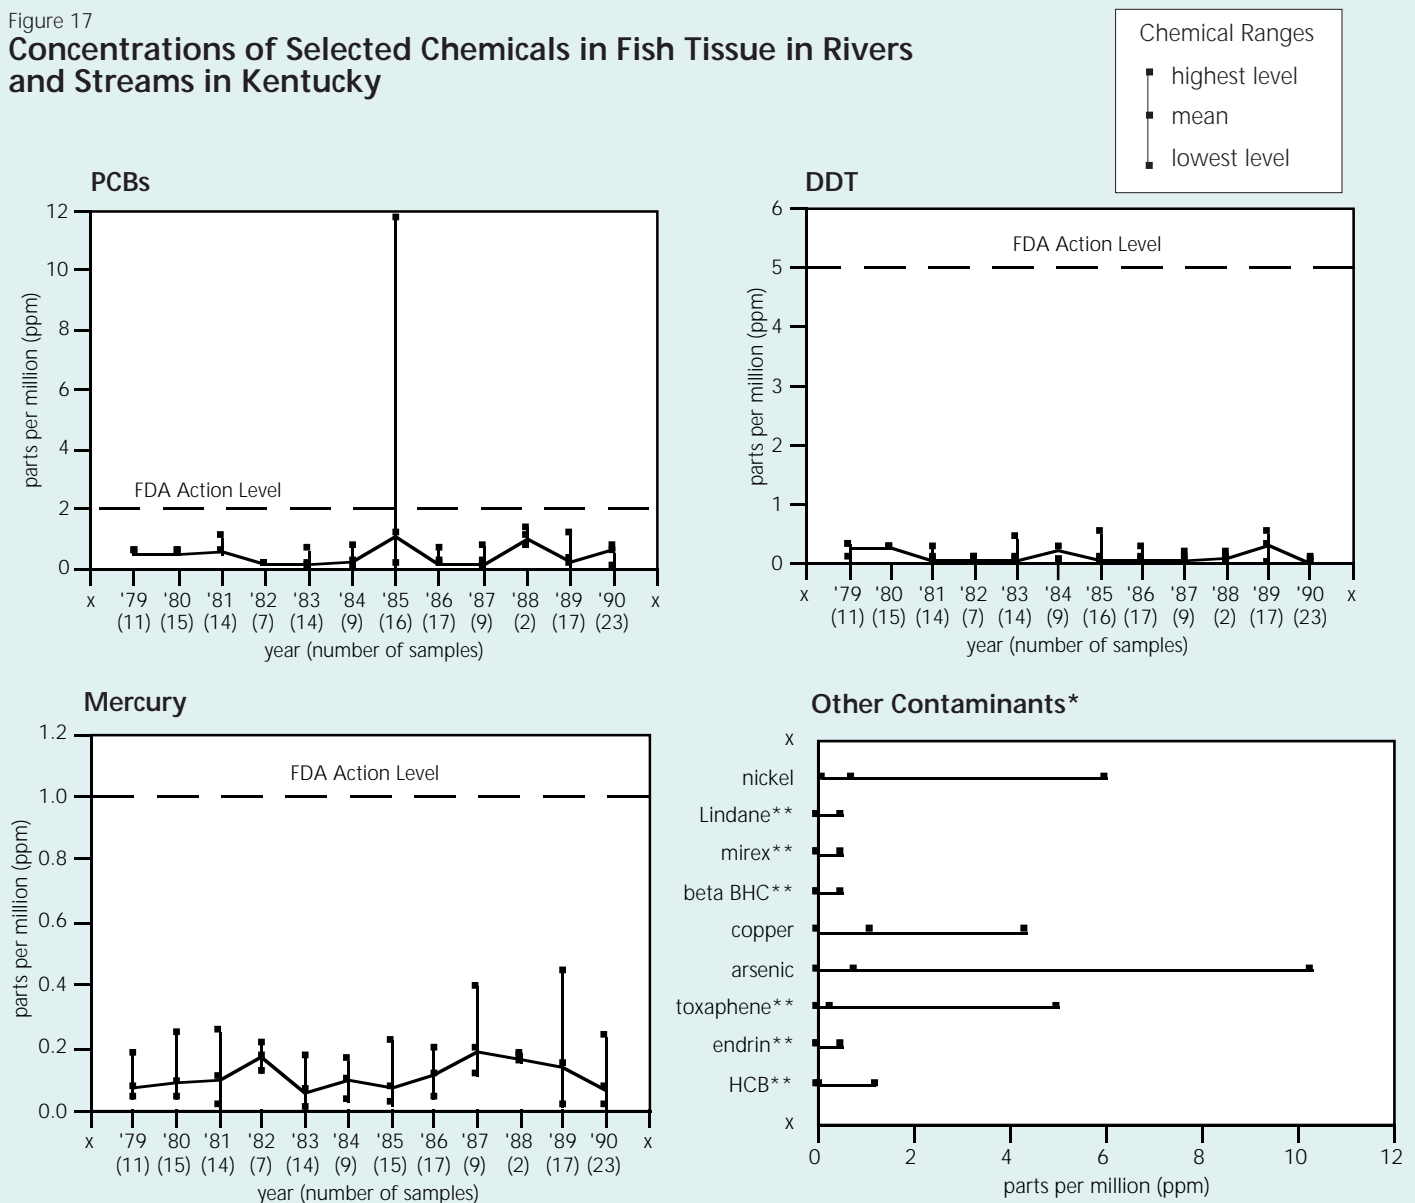 Figure 17
Concentrations of Selected Chemicals in Fish Tissue in Rivers
and Streams in Kentucky
Chemical Ranges
highest level
mean
lowest level
PCBs
parts per million (ppm)
12
10
8
6
4
2
0
FDA Action Level
x '79 '80 '81 '82 '83 '84 '85 '86 '87 '88 '89 '90 x
(11) (15) (14) (7) (14) (9) (16) (17) (9) (2) (17) (23)
year (number of samples)
DDT
parts per million (ppm)
6
5
4
3
2
1
0
FDA Action Level
x '79 '80 '81 '82 '83 '84 '85 '86 '87 '88 '89 '90 x
(11) (15) (14) (7) (14) (9) (16) (17) (9) (2) (17) (23)
year (number of samples)
Mercury
parts per million (ppm)
1.2
1.0
0.8
0.6
0.4
0.2
0.0
FDA Action Level
x '79 '80 '81 '82 '83 '84 '85 '86 '87 '88 '89 '90 x
(11) (15) (14) (7) (14) (9) (15) (17) (9) (2) (17) (23)
year (number of samples)
Other Contaminants*
x
nickel
Lindane**
mirex**
beta BHC**
copper
arsenic
toxaphene**
endrin**
HCB**
x
0 2 4 6 8 10 12
parts per million (ppm)